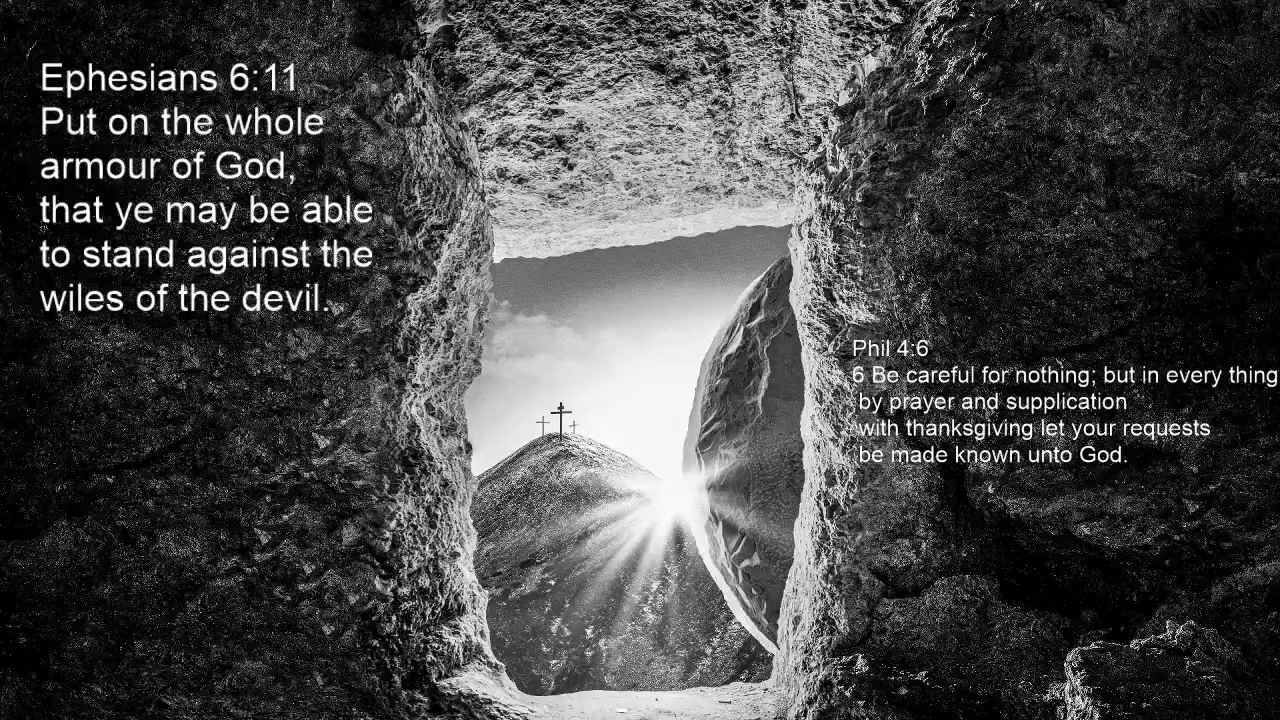 Ephesians 6:11
Put on the whole
armour of God,
that ye may be able
to stand against the
wiles of the devil.
Phil 4:6
6 Be careful for nothing; but in every thing
by prayer and supplication
with thanksgiving let your requests
be made known unto God.